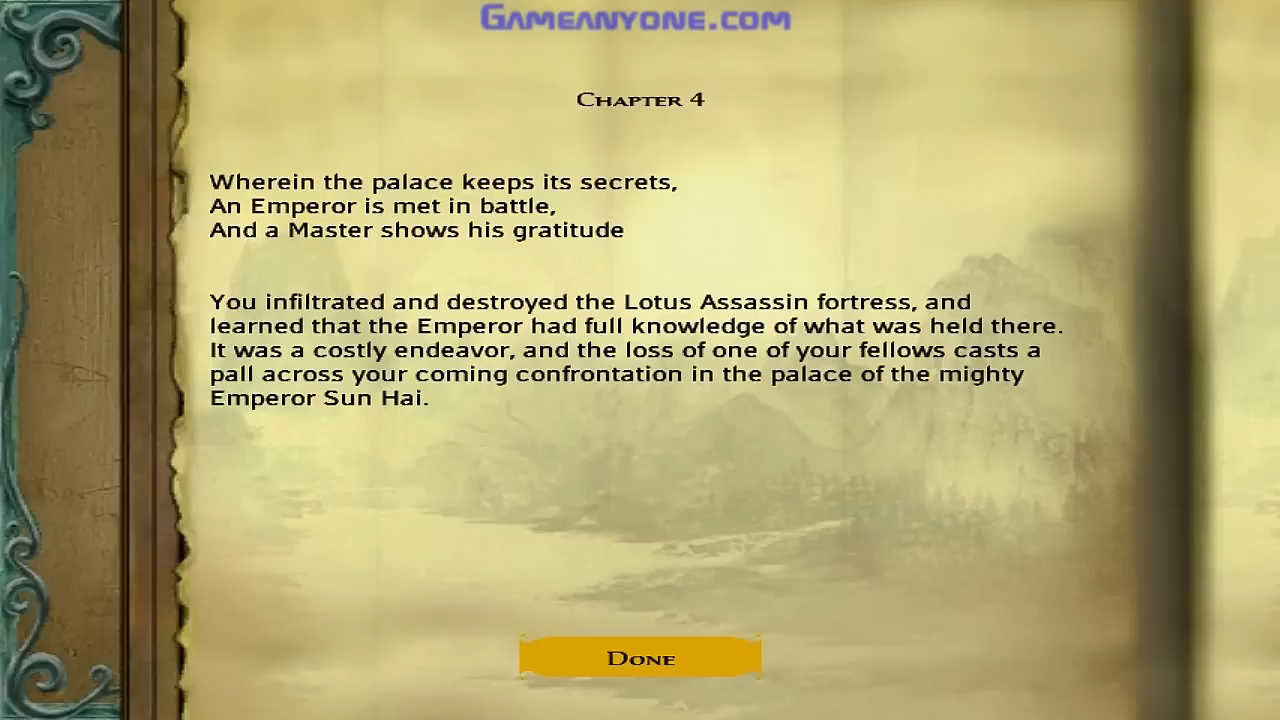 GAMEANYONE.COM
CHAPTER 4
Wherein the palace keeps its secrets,
An Emperor is met in battle,
And a Master shows his gratitude
You infiltrated and destroyed the Lotus Assassin fortress, and
learned that the Emperor had full knowledge of what was held there.
It was a costly endeavor, and the loss of one of your fellows casts a
pall across your coming confrontation in the palace of the mighty
Emperor Sun Hai.
DONE